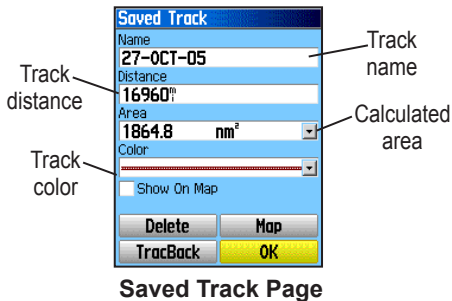 Saved Track
Name
27-OCT-05
Distance
16960mi
Area
1864.8 nm²
Color
Show On Map
Delete Map
TracBack OK
Track name
Track distance
Calculated area
Track color
Saved Track Page